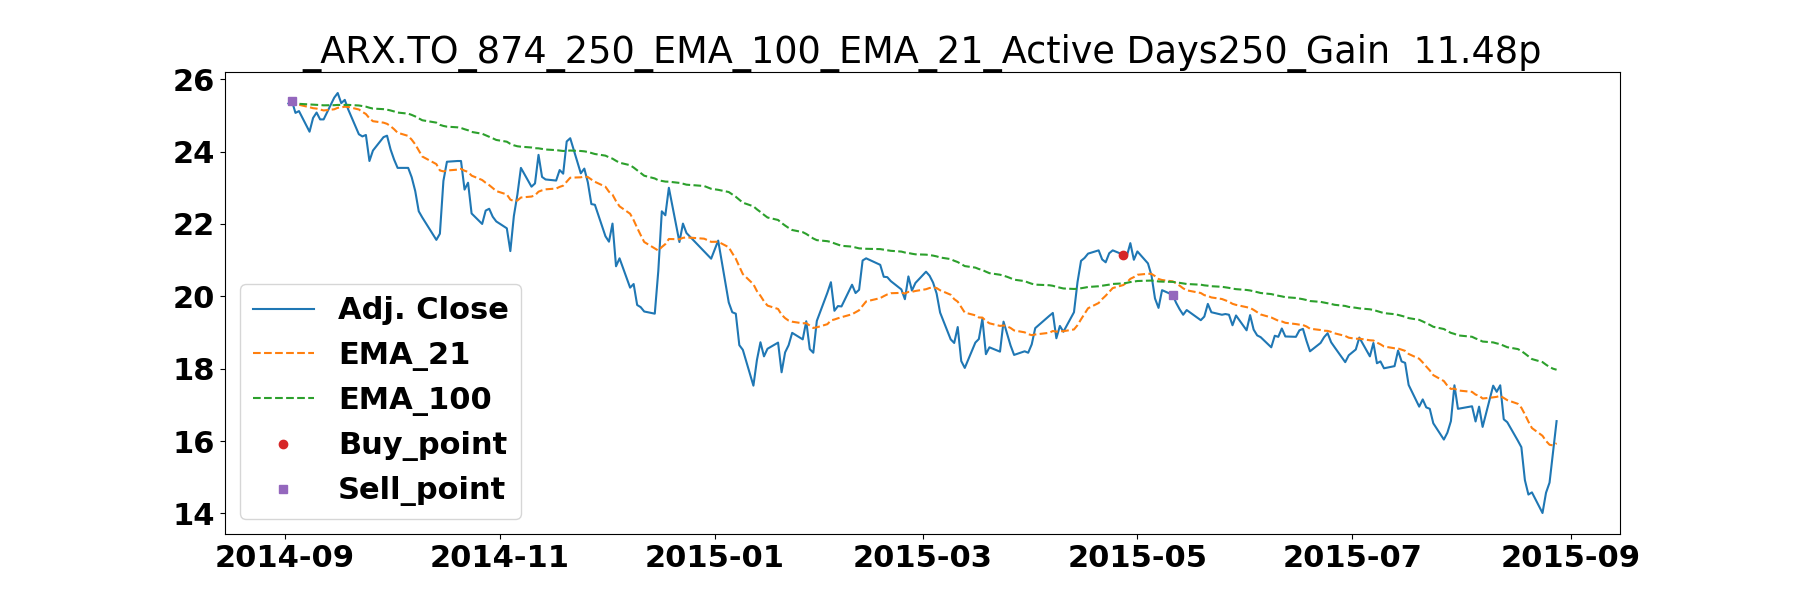 _ARX.TO_874_250_EMA_100_EMA_21_Active Days250_Gain  11.48p
26
24
22
20
18
16
14
Adj. Close
EMA_21
EMA_100
Buy_point
Sell_point
2014-09 2014-11 2015-01 2015-03 2015-05 2015-07 2015-09